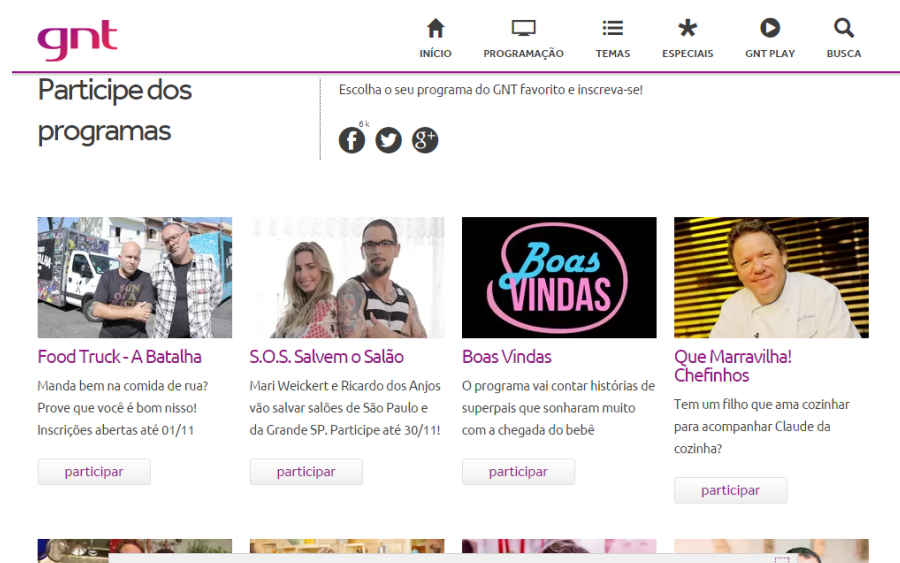 gnt
INÍCIO
PROGRAMAÇÃO
TEMAS
ESPECIAIS
GNT PLAY
BUSCA
Participe dos
programas
Escolha o seu programa do GNT favorito e inscreva-se!
6 k
Boas
VINDAS
Food Truck - A Batalha
Manda bem na comida de rua?
Prove que você é bom nisso!
Inscrições abertas até 01/11
participar
S.O.S. Salvem o Salão
Mari Weickert e Ricardo dos Anjos
vão salvar salões de São Paulo e
da Grande SP. Participe até 30/11!
participar
Boas Vindas
O programa vai contar histórias de
superpais que sonharam muito
com a chegada do bebê
participar
Que Marravilha!
Chefinhos
Tem um filho que ama cozinhar
para acompanhar Claude da
cozinha?
participar